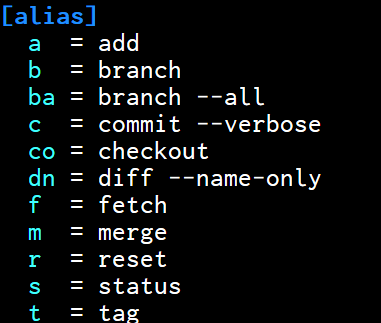 [alias]
a = add
b = branch
ba = branch --all
c = commit --verbose
co = checkout
dn = diff --name-only
f = fetch
m = merge
r = reset
s = status
t = tag